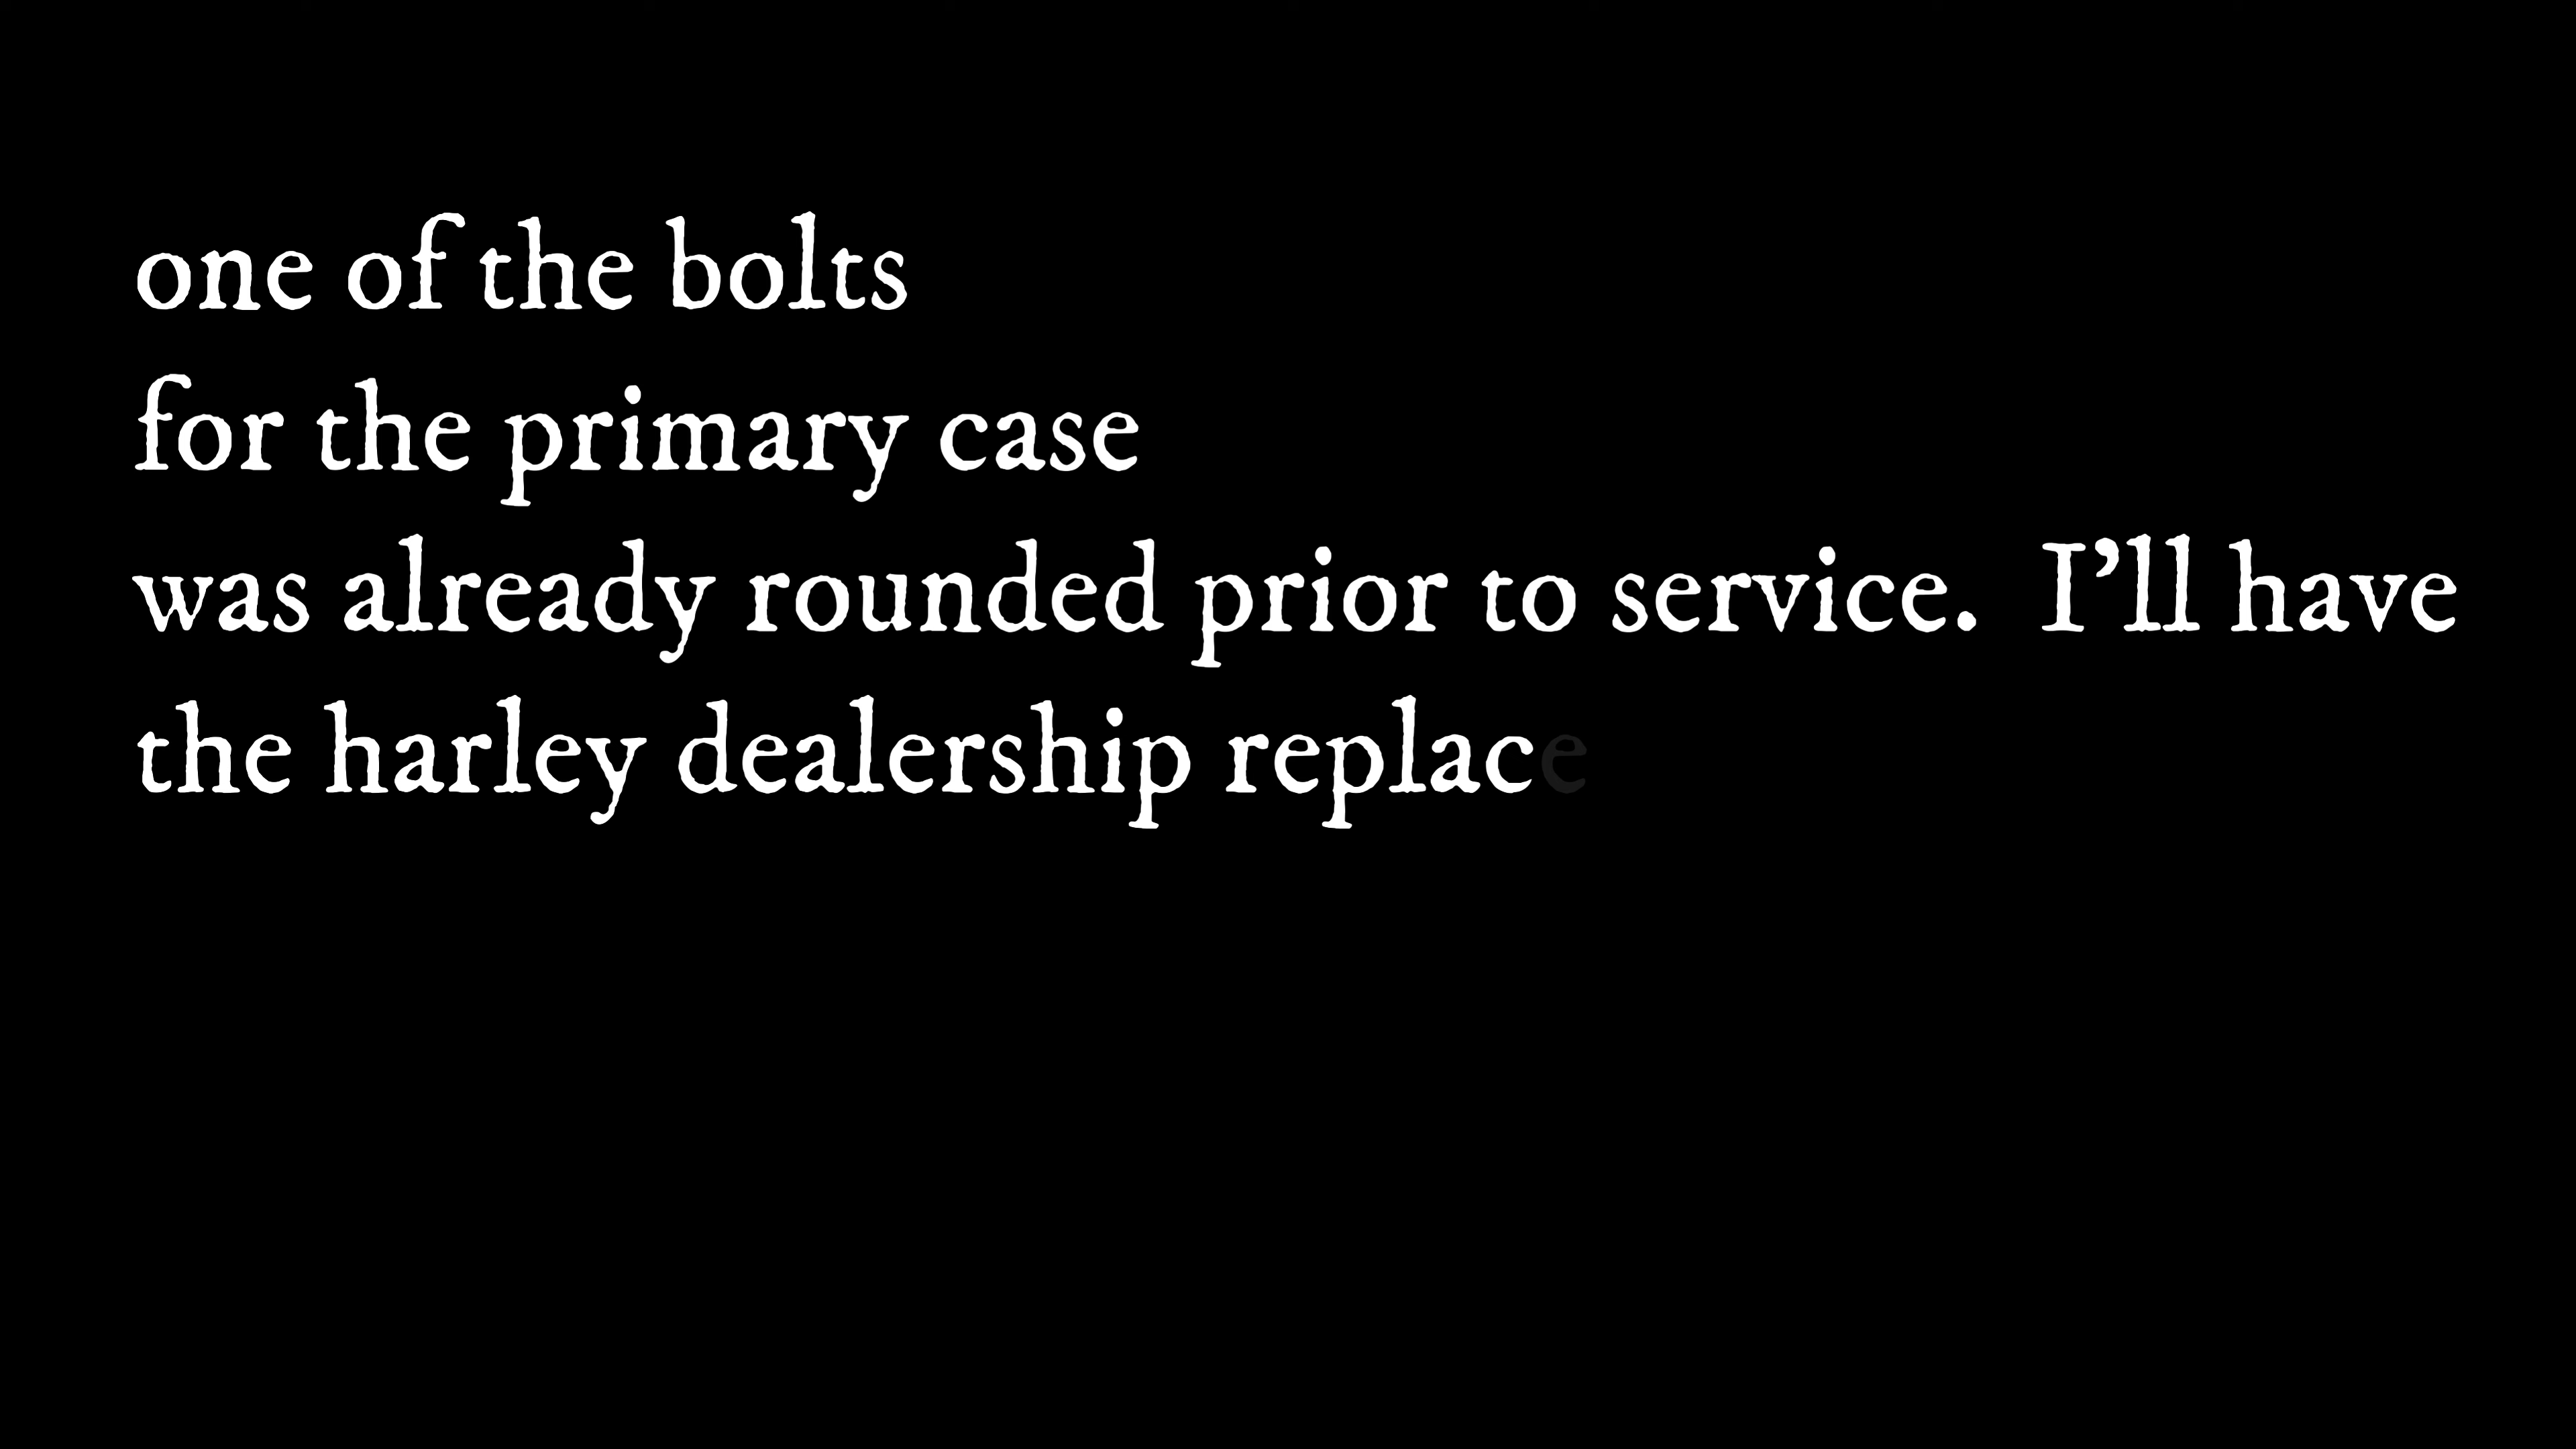 one of the bolts
for the primary case
was already rounded prior to service.  I’ll have
the harley dealership replace